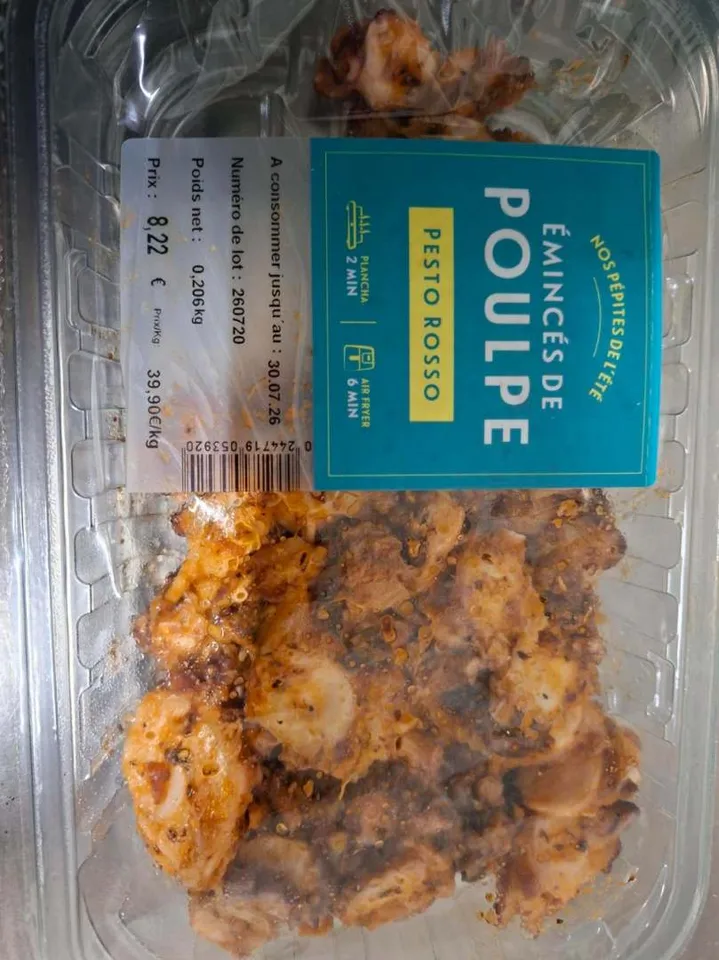 NOS PÉPITES DE L'ÉTÉ
ÉMINCÉS DE
POULPE
PESTO ROSSO
PLANCHA
2 MIN
AIR FRYER
6 MIN
A consommer jusqu'au : 30.07.26
Numéro de lot : 260720
Poids net : 0,206kg
Prix : 8,22 € Prix/Kg: 39,90€/kg
0 244719 053920